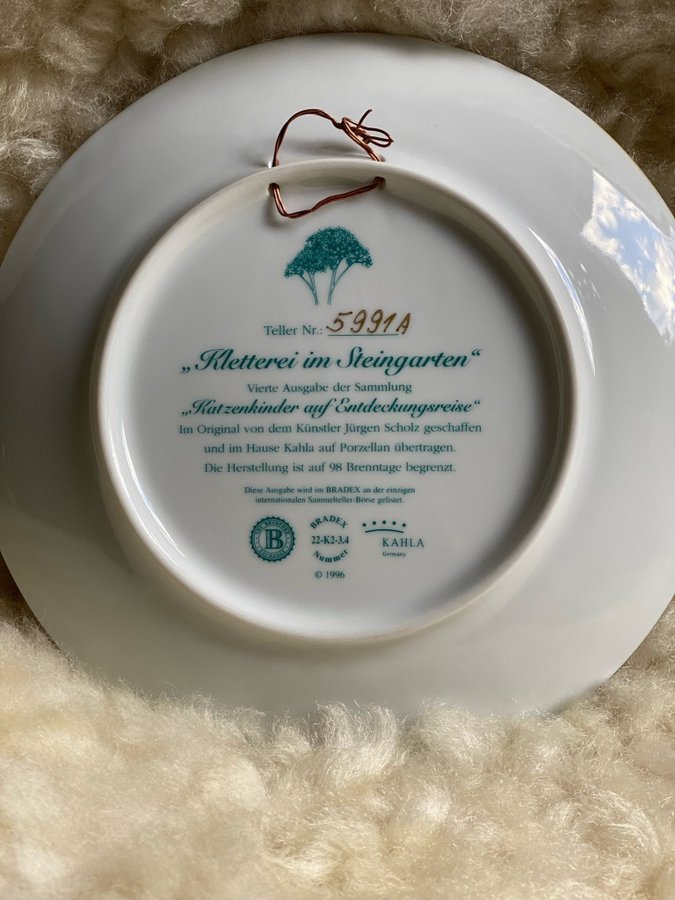 Teller Nr.: 5991A
„Kletterei im Steingarten“
Vierte Ausgabe der Sammlung
„Katzenkinder auf Entdeckungsreise“
Im Original von dem Künstler Jürgen Scholz geschaffen
und im Hause Kahla auf Porzellan übertragen.
Die Herstellung ist auf 98 Brenntage begrenzt.
Diese Ausgabe wird im BRADEX an der einzigen
internationalen Sammelteller-Börse gelistet.
B
BRADEX
22-K2-3.4
Nummer
KAHLA
Germany
© 1996